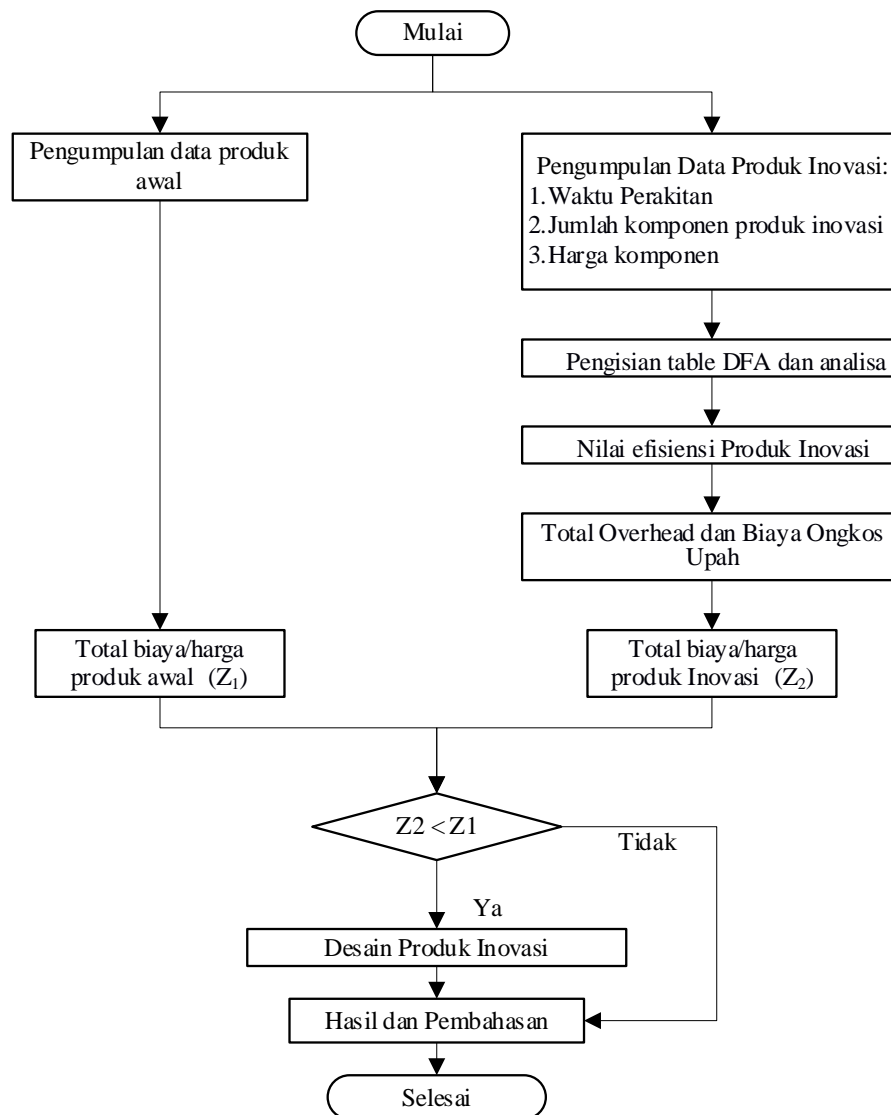 Mulai
Pengumpulan data produk
awal
Pengumpulan Data Produk Inovasi:
1.Waktu Perakitan
2.Jumlah komponen produk inovasi
3.Harga komponen
Pengisian table DFA dan analisa
Nilai efisiensi Produk Inovasi
Total Overhead dan Biaya Ongkos
Upah
Total biaya/harga
produk awal (Z₁)
Total biaya/harga
produk Inovasi (Z₂)
Z2 < Z1
Tidak
Ya
Desain Produk Inovasi
Hasil dan Pembahasan
Selesai